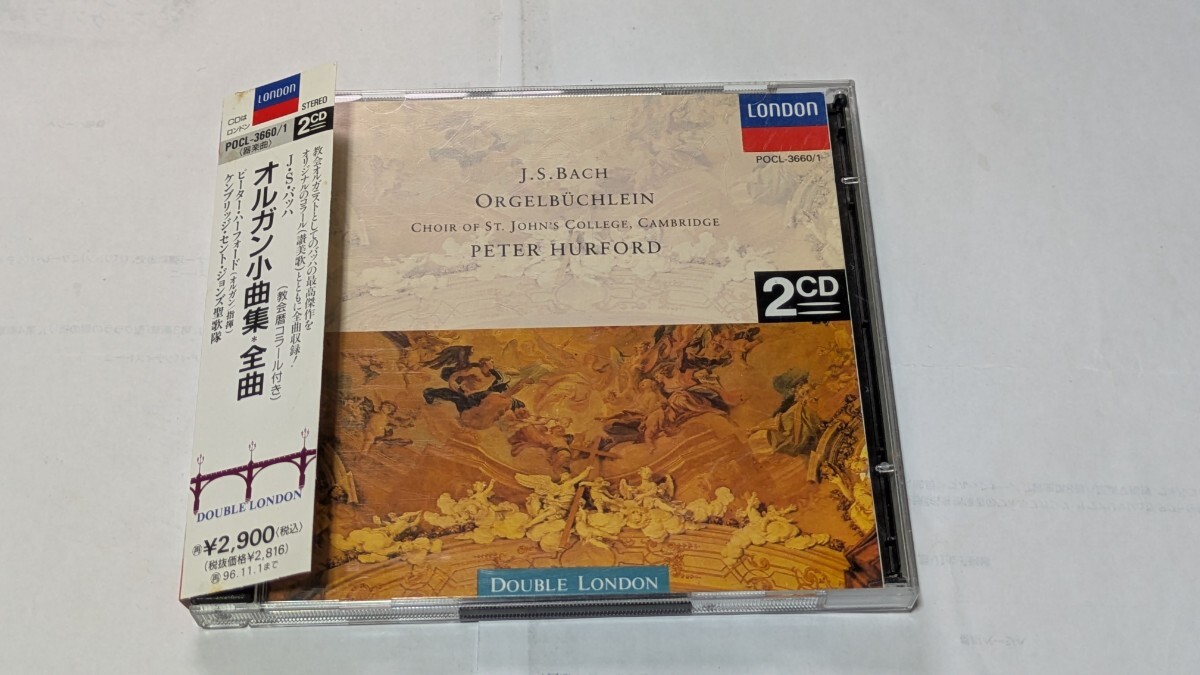 LONDON
CDは
ロンドン
STEREO
2CD
POCL-3660/1
〈器楽曲〉
教会オルガニストとしてのバッハの最高傑作を
オリジナルのコラール(讃美歌)とともに全曲収録!
J・S・バッハ
オルガン小曲集*全曲
(教会暦コラール付き)
ピーター・ハーフォード(オルガン、指揮)
ケンブリッジ・セント・ジョンズ聖歌隊
DOUBLE LONDON
再¥2,900(税込)
(税抜価格¥2,816)
再96.11.1まで
LONDON
POCL-3660/1
J.S.BACH
ORGELBÜCHLEIN
CHOIR OF ST. JOHN'S COLLEGE, CAMBRIDGE
PETER HURFORD
2CD
DOUBLE LONDON